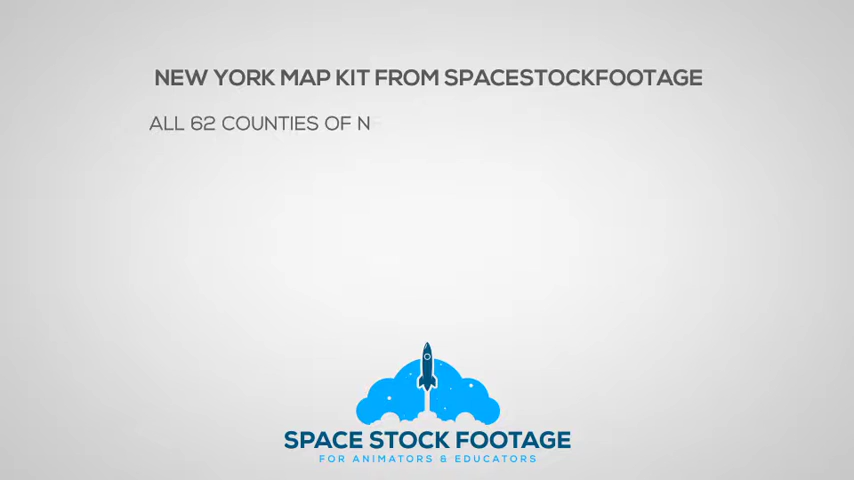 NEW YORK MAP KIT FROM SPACESTOCKFOOTAGE
ALL 62 COUNTIES OF N
SPACE STOCK FOOTAGE
FOR ANIMATORS & EDUCATORS